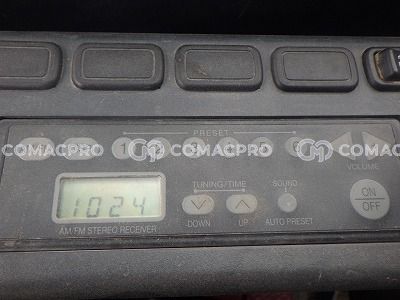 PRESET
COMACPRO COMACPRO COMACPRO
1
VOLUME
TUNING/TIME
SOUND
1024
DOWN
UP
AUTO PRESET
ON
OFF
AM/FM STEREO RECEIVER